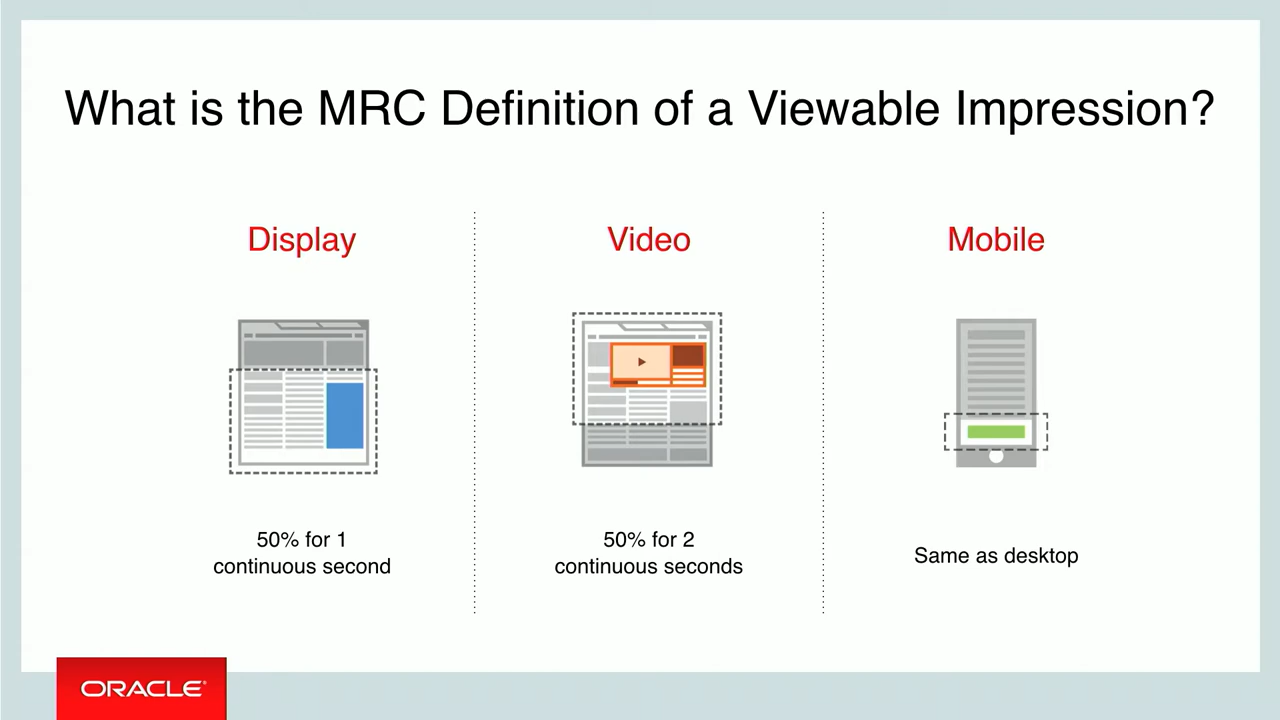 What is the MRC Definition of a Viewable Impression?
Display
Video
Mobile
50% for 1
continuous second
50% for 2
continuous seconds
Same as desktop
ORACLE®